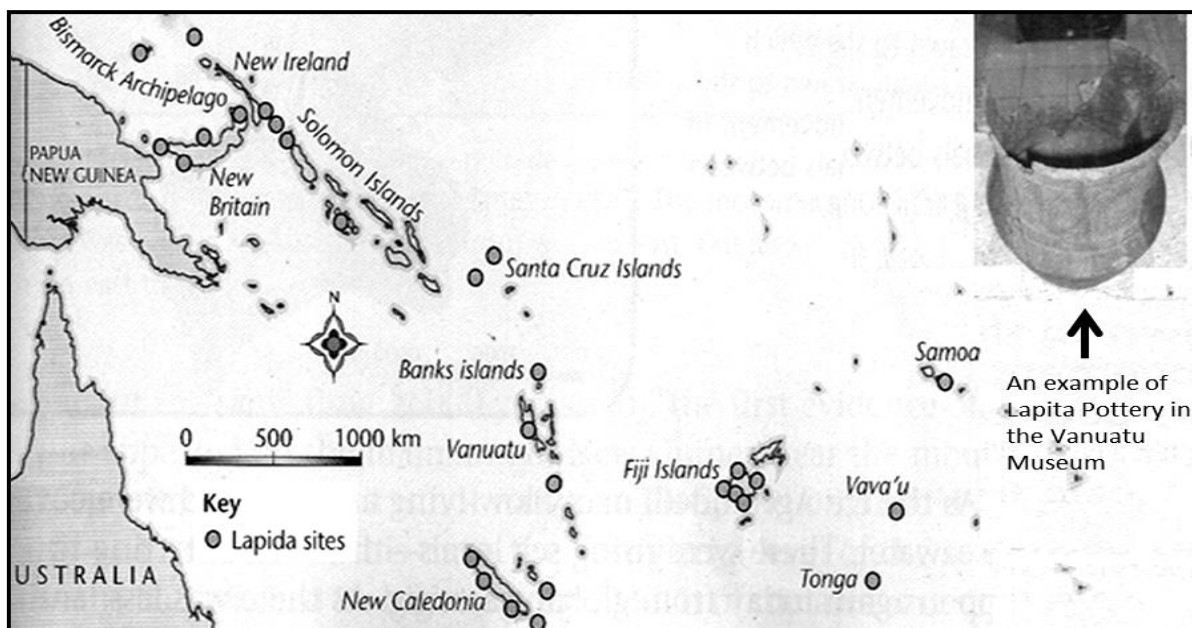 Bismarck Archipelago
New Ireland
Solomon Islands
PAPUA
NEW GUINEA
New
Britain
Santa Cruz Islands
N
Banks islands
Samoa
An example of
Lapita Pottery in
the Vanuatu
Museum
0 500 1000 km
Vanuatu
Fiji Islands
Vava'u
Key
Lapida sites
Tonga
USTRALIA
New Caledonia